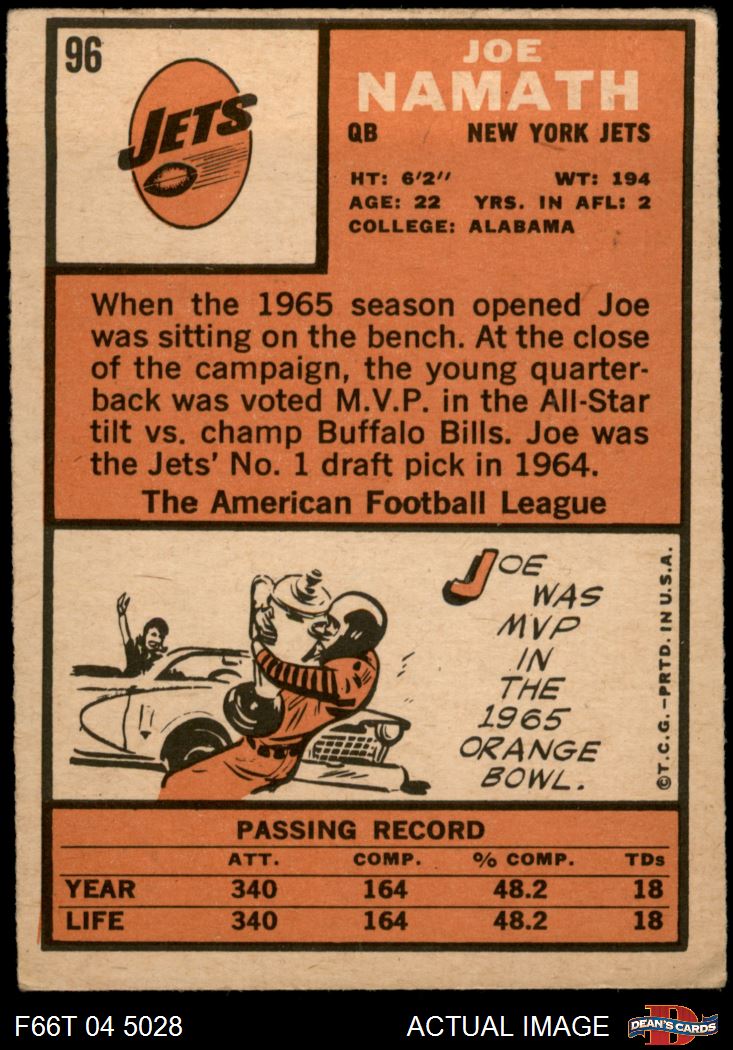 96
JETS
JOE
NAMATH
QB NEW YORK JETS
HT: 6'2" WT: 194
AGE: 22 YRS. IN AFL: 2
COLLEGE: ALABAMA
When the 1965 season opened Joe
was sitting on the bench. At the close
of the campaign, the young quarter-
back was voted M.V.P. in the All-Star
tilt vs. champ Buffalo Bills. Joe was
the Jets' No. 1 draft pick in 1964.
The American Football League
JOE
WAS
MVP
IN
THE
1965
ORANGE
BOWL.
©T.C.G.–PRTD. IN U.S.A.
PASSING RECORD
ATT. COMP. % COMP. TDs
YEAR 340 164 48.2 18
LIFE 340 164 48.2 18
F66T 04 5028 ACTUAL IMAGE D DEAN'S CARDS